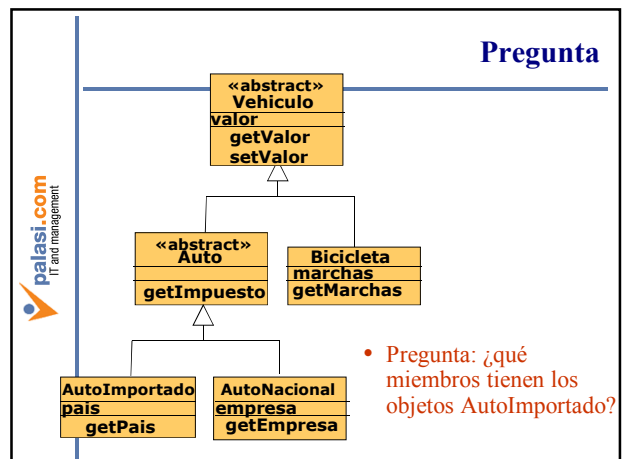 Pregunta
«abstract»
Vehiculo
valor
getValor
setValor
palasi.com
IT and management
«abstract»
Auto
getImpuesto
Bicicleta
marchas
getMarchas
AutoImportado
pais
getPais
AutoNacional
empresa
getEmpresa
• Pregunta: ¿qué
miembros tienen los
objetos AutoImportado?